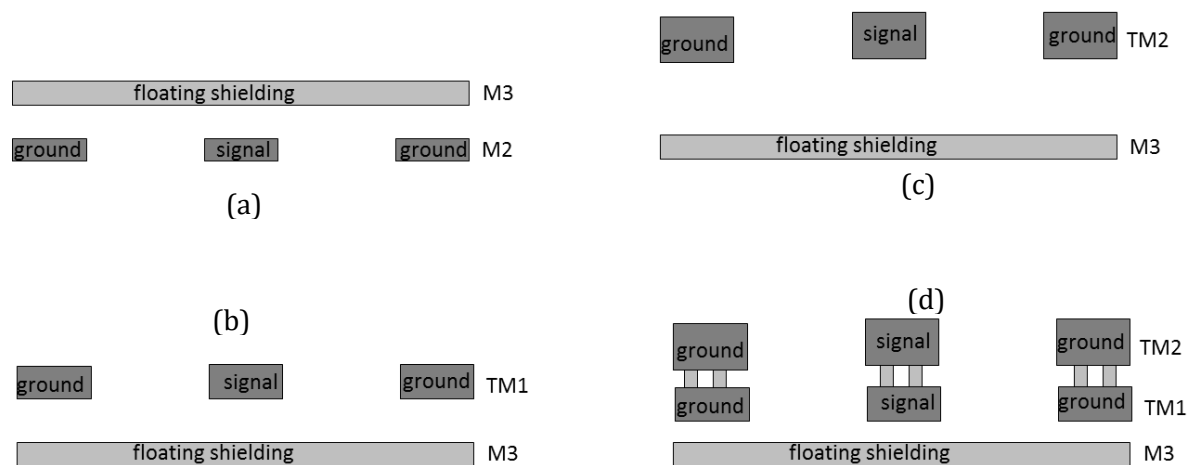 floating shielding M3
ground signal ground M2
(a)
ground signal ground TM2
floating shielding M3
(c)
(b)
ground signal ground TM1
floating shielding M3
(d)
ground signal ground TM2
ground signal ground TM1
floating shielding M3